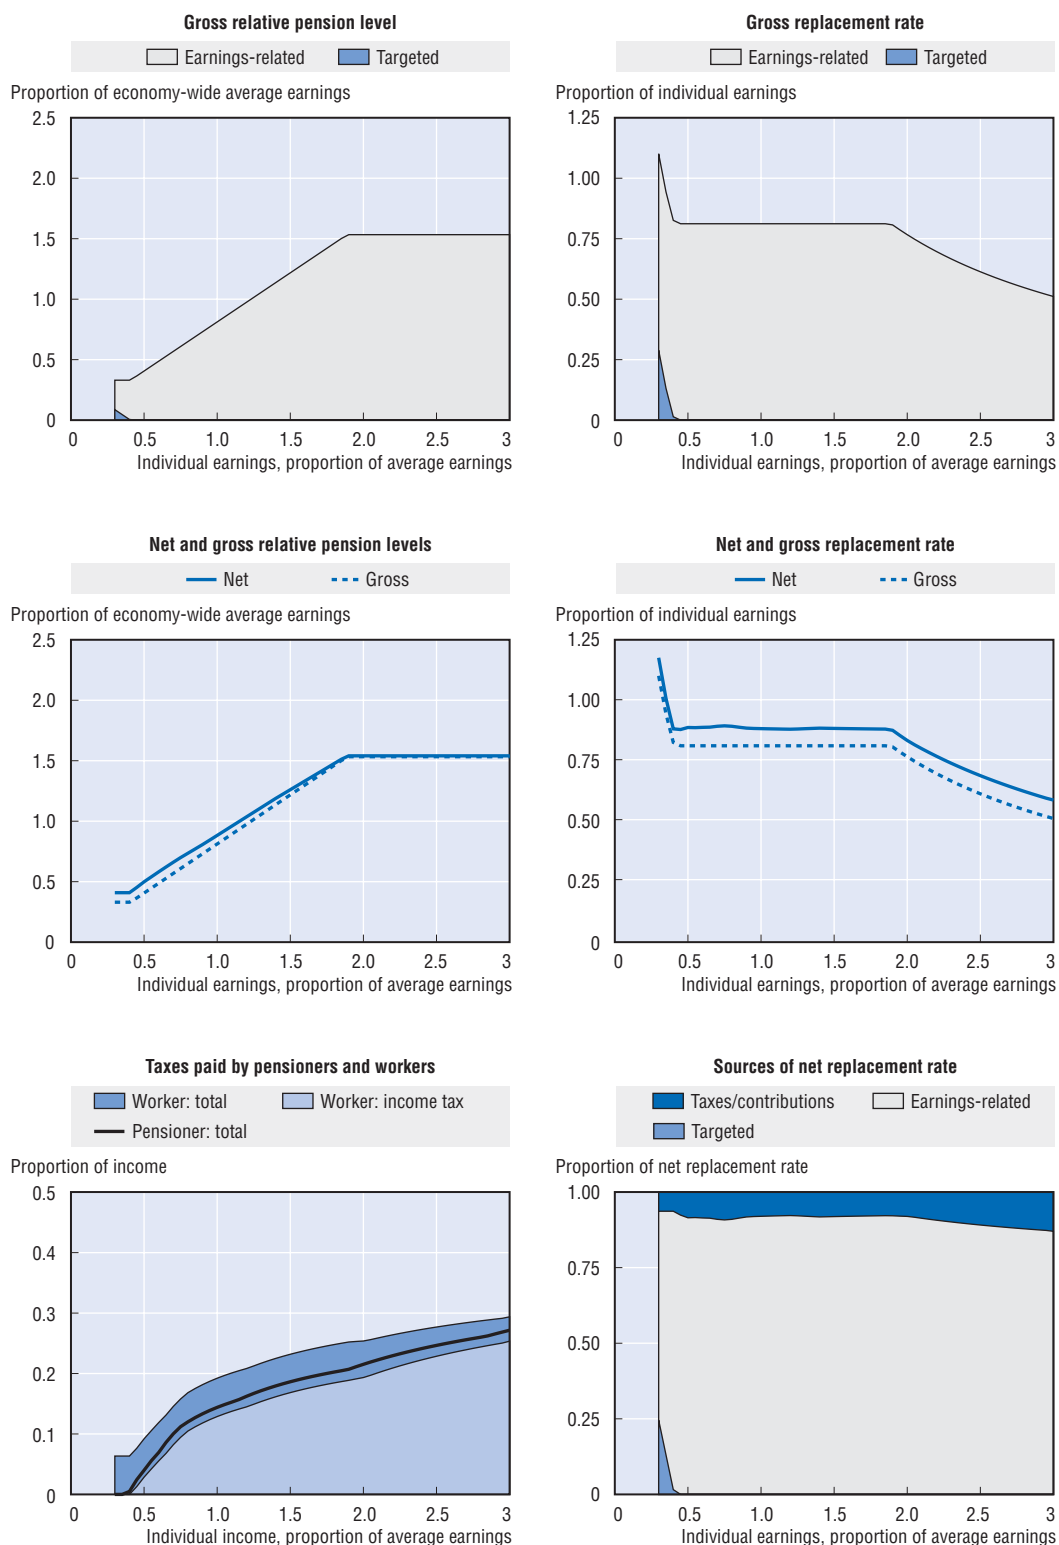 Gross relative pension level
Earnings-related Targeted
Proportion of economy-wide average earnings
2.5
2.0
1.5
1.0
0.5
0
0 0.5 1.0 1.5 2.0 2.5 3
Individual earnings, proportion of average earnings
Gross replacement rate
Earnings-related Targeted
Proportion of individual earnings
1.25
1.00
0.75
0.50
0.25
0
0 0.5 1.0 1.5 2.0 2.5 3
Individual earnings, proportion of average earnings
Net and gross relative pension levels
Net Gross
Proportion of economy-wide average earnings
2.5
2.0
1.5
1.0
0.5
0
0 0.5 1.0 1.5 2.0 2.5 3
Individual earnings, proportion of average earnings
Net and gross replacement rate
Net Gross
Proportion of individual earnings
1.25
1.00
0.75
0.50
0.25
0
0 0.5 1.0 1.5 2.0 2.5 3
Individual earnings, proportion of average earnings
Taxes paid by pensioners and workers
Worker: total Worker: income tax
Pensioner: total
Proportion of income
0.5
0.4
0.3
0.2
0.1
0
0 0.5 1.0 1.5 2.0 2.5 3
Individual income, proportion of average earnings
Sources of net replacement rate
Taxes/contributions Earnings-related
Targeted
Proportion of net replacement rate
1.00
0.75
0.50
0.25
0
0 0.5 1.0 1.5 2.0 2.5 3
Individual earnings, proportion of average earnings